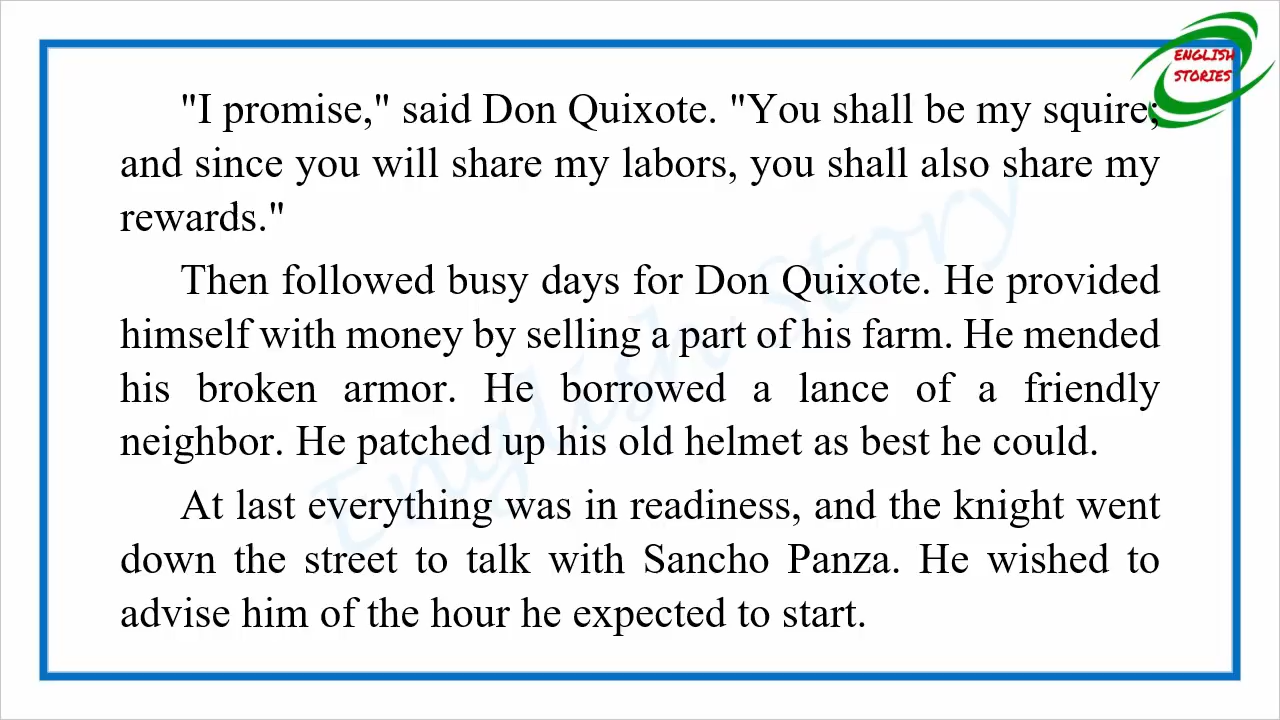 ENGLISH
STORIES
"I promise," said Don Quixote. "You shall be my squire;
and since you will share my labors, you shall also share my
rewards."
Then followed busy days for Don Quixote. He provided
himself with money by selling a part of his farm. He mended
his broken armor. He borrowed a lance of a friendly
neighbor. He patched up his old helmet as best he could.
At last everything was in readiness, and the knight went
down the street to talk with Sancho Panza. He wished to
advise him of the hour he expected to start.
English Story